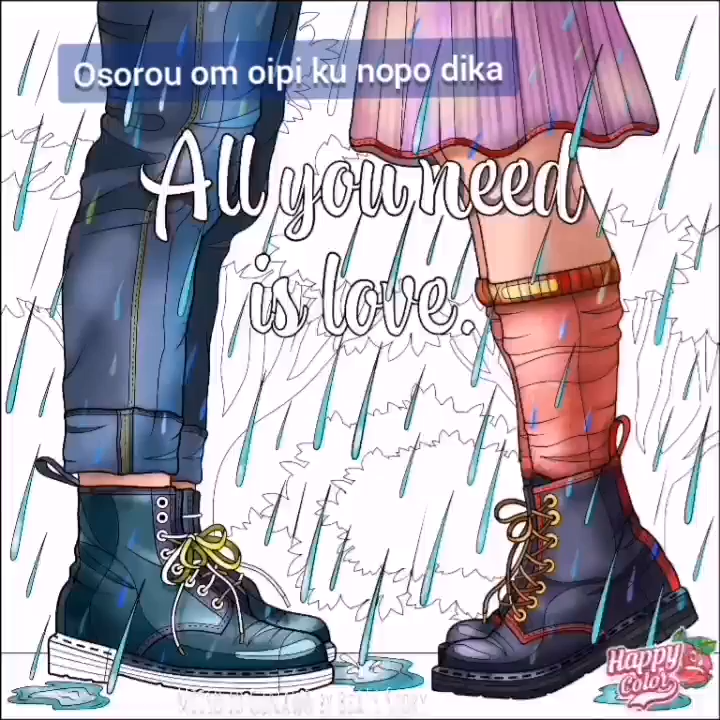 Osorou om oipi ku nopo dika
All you need
is love.
Happy
Color